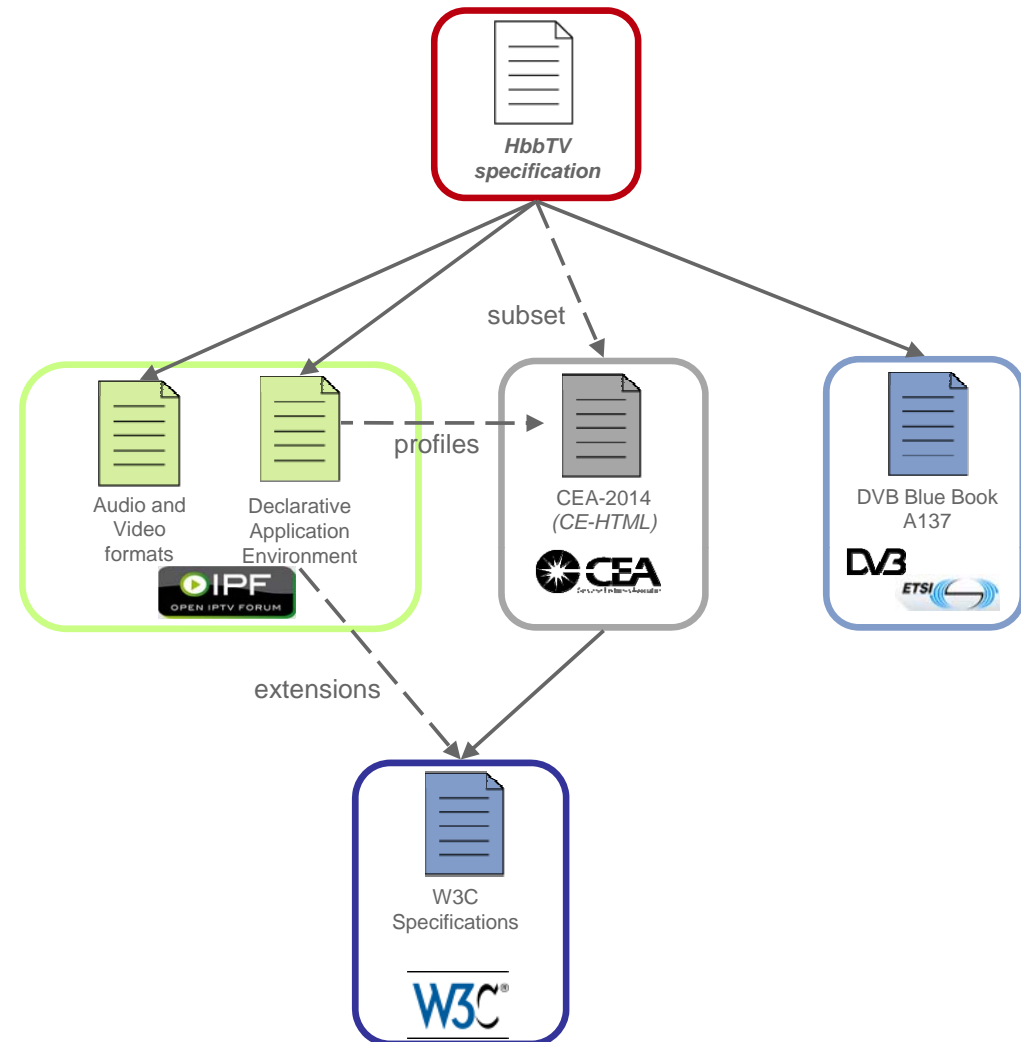 HbbTV
specification
subset
profiles
Audio and
Video
formats
Declarative
Application
Environment
OIPF
OPEN IPTV FORUM
CEA-2014
(CE-HTML)
CEA
DVB Blue Book
A137
DVB
ETSI
extensions
W3C
Specifications
W3C®